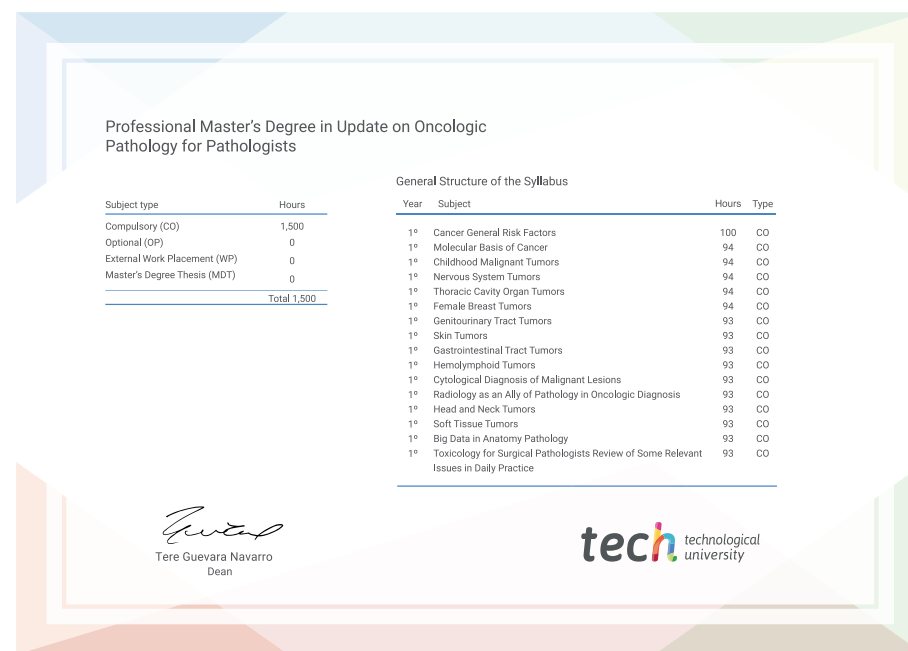 Professional Master's Degree in Update on Oncologic
Pathology for Pathologists
Subject type Hours
Compulsory (CO) 1,500
Optional (OP) 0
External Work Placement (WP) 0
Master's Degree Thesis (MDT) 0
Total 1,500
General Structure of the Syllabus
Year Subject Hours Type
1º Cancer General Risk Factors 100 CO
1º Molecular Basis of Cancer 94 CO
1º Childhood Malignant Tumors 94 CO
1º Nervous System Tumors 94 CO
1º Thoracic Cavity Organ Tumors 94 CO
1º Female Breast Tumors 94 CO
1º Genitourinary Tract Tumors 93 CO
1º Skin Tumors 93 CO
1º Gastrointestinal Tract Tumors 93 CO
1º Hemolymphoid Tumors 93 CO
1º Cytological Diagnosis of Malignant Lesions 93 CO
1º Radiology as an Ally of Pathology in Oncologic Diagnosis 93 CO
1º Head and Neck Tumors 93 CO
1º Soft Tissue Tumors 93 CO
1º Big Data in Anatomy Pathology 93 CO
1º Toxicology for Surgical Pathologists Review of Some Relevant 93 CO
Issues in Daily Practice
Tere Guevara Navarro
Dean
tech technological
university